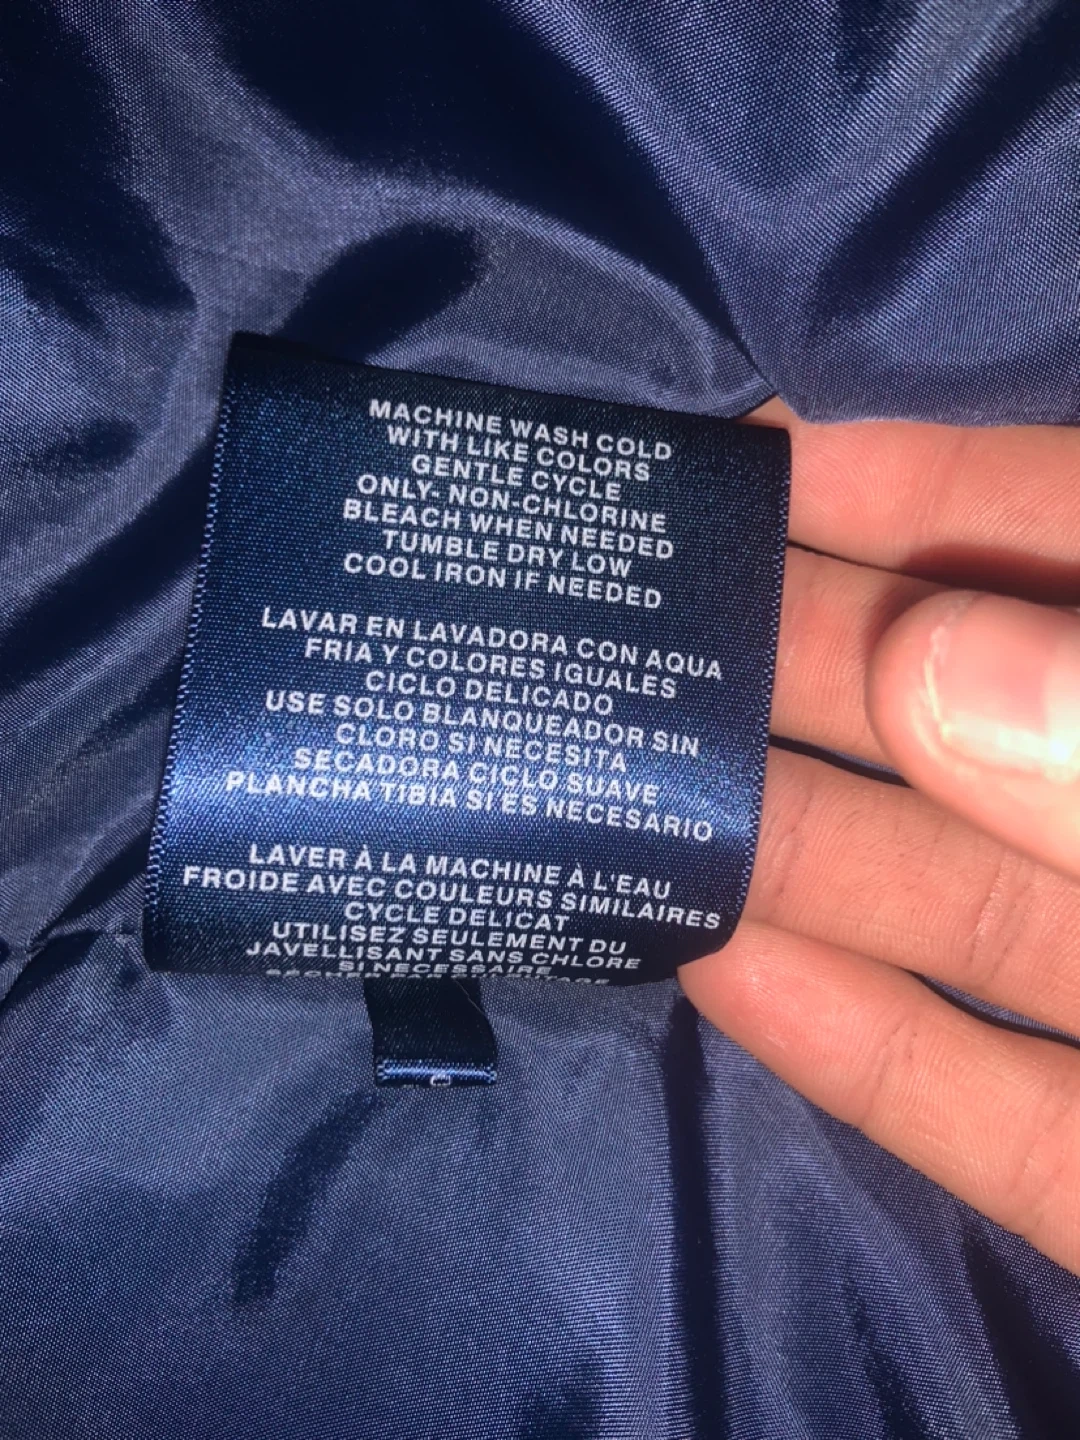 MACHINE WASH COLD
WITH LIKE COLORS
GENTLE CYCLE
ONLY- NON-CHLORINE
BLEACH WHEN NEEDED
TUMBLE DRY LOW
COOL IRON IF NEEDED
LAVAR EN LAVADORA CON AQUA
FRIA Y COLORES IGUALES
CICLO DELICADO
USE SOLO BLANQUEADOR SIN
CLORO SI NECESITA
SECADORA CICLO SUAVE
PLANCHA TIBIA SI ES NECESARIO
LAVER À LA MACHINE À L'EAU
FROIDE AVEC COULEURS SIMILAIRES
CYCLE DELICAT
UTILISEZ SEULEMENT DU
JAVELLISANT SANS CHLORE
SI NECESSAIRE